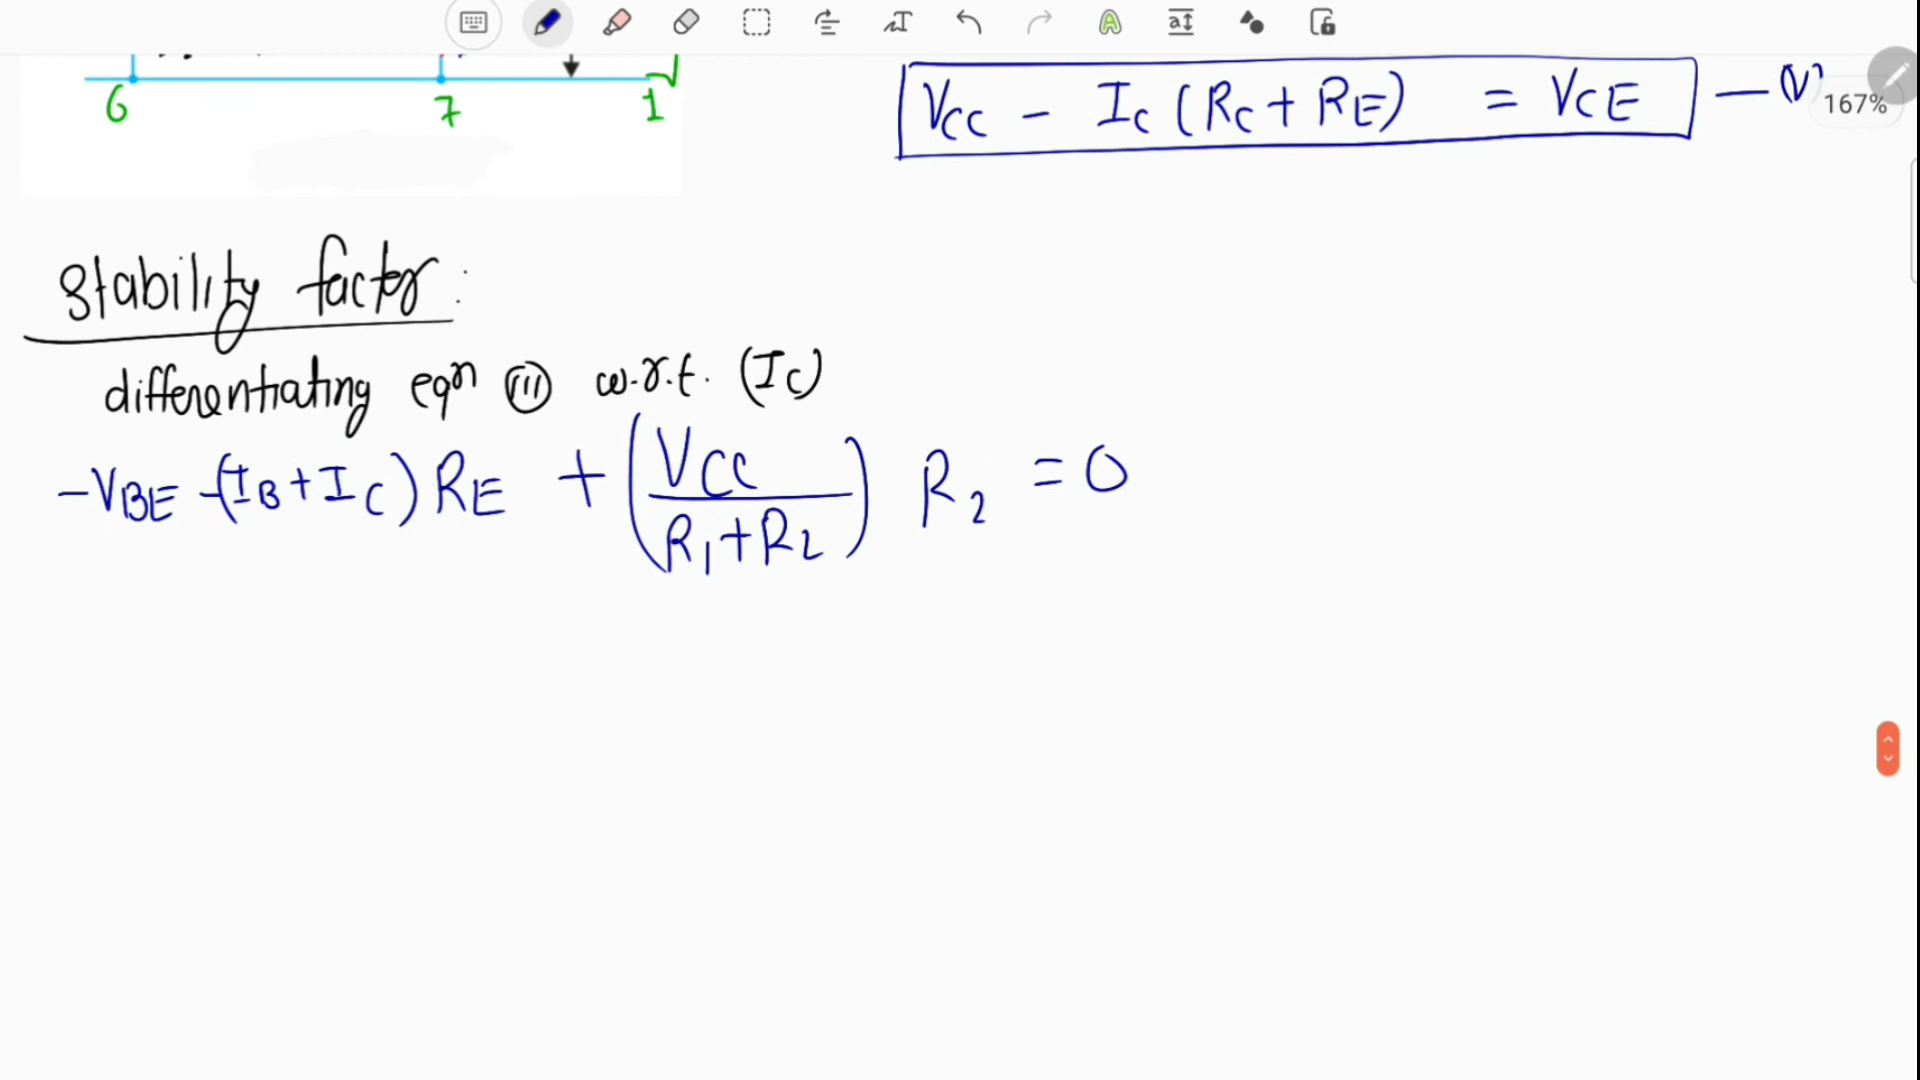 6 7 1
VCC - IC (RC + RE) = VCE — (V)
167%
Stability factor :
differentiating eqn (iii) w.r.t. (IC)
-VBE -(IB+IC) RE + (VCC / R1+R2) R2 = 0